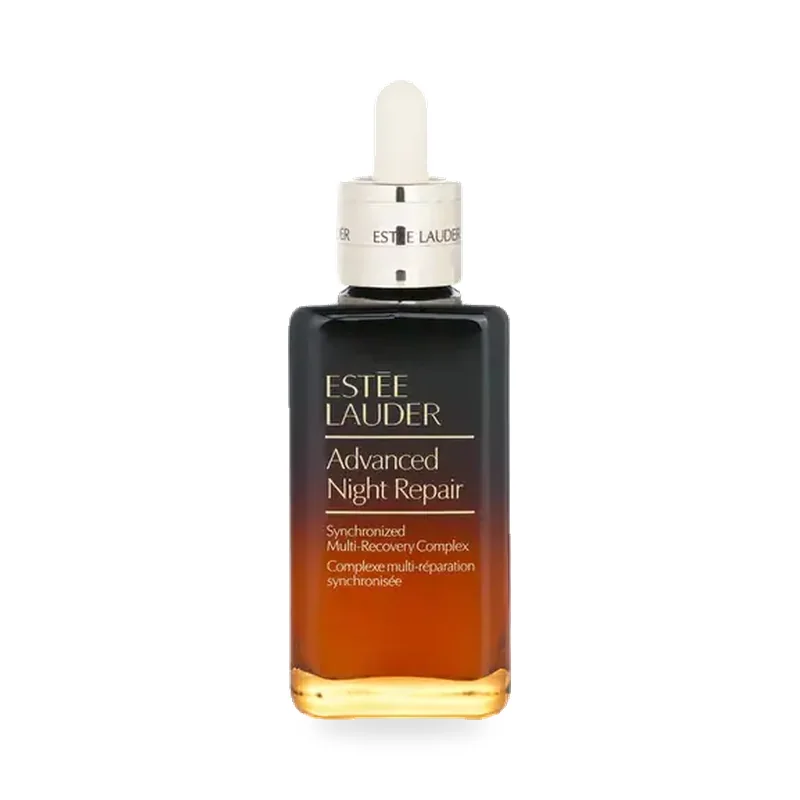 ER ESTĒE LAUDER
ESTĒE
LAUDER
Advanced
Night Repair
Synchronized
Multi-Recovery Complex
Complexe multi-réparation
synchronisée